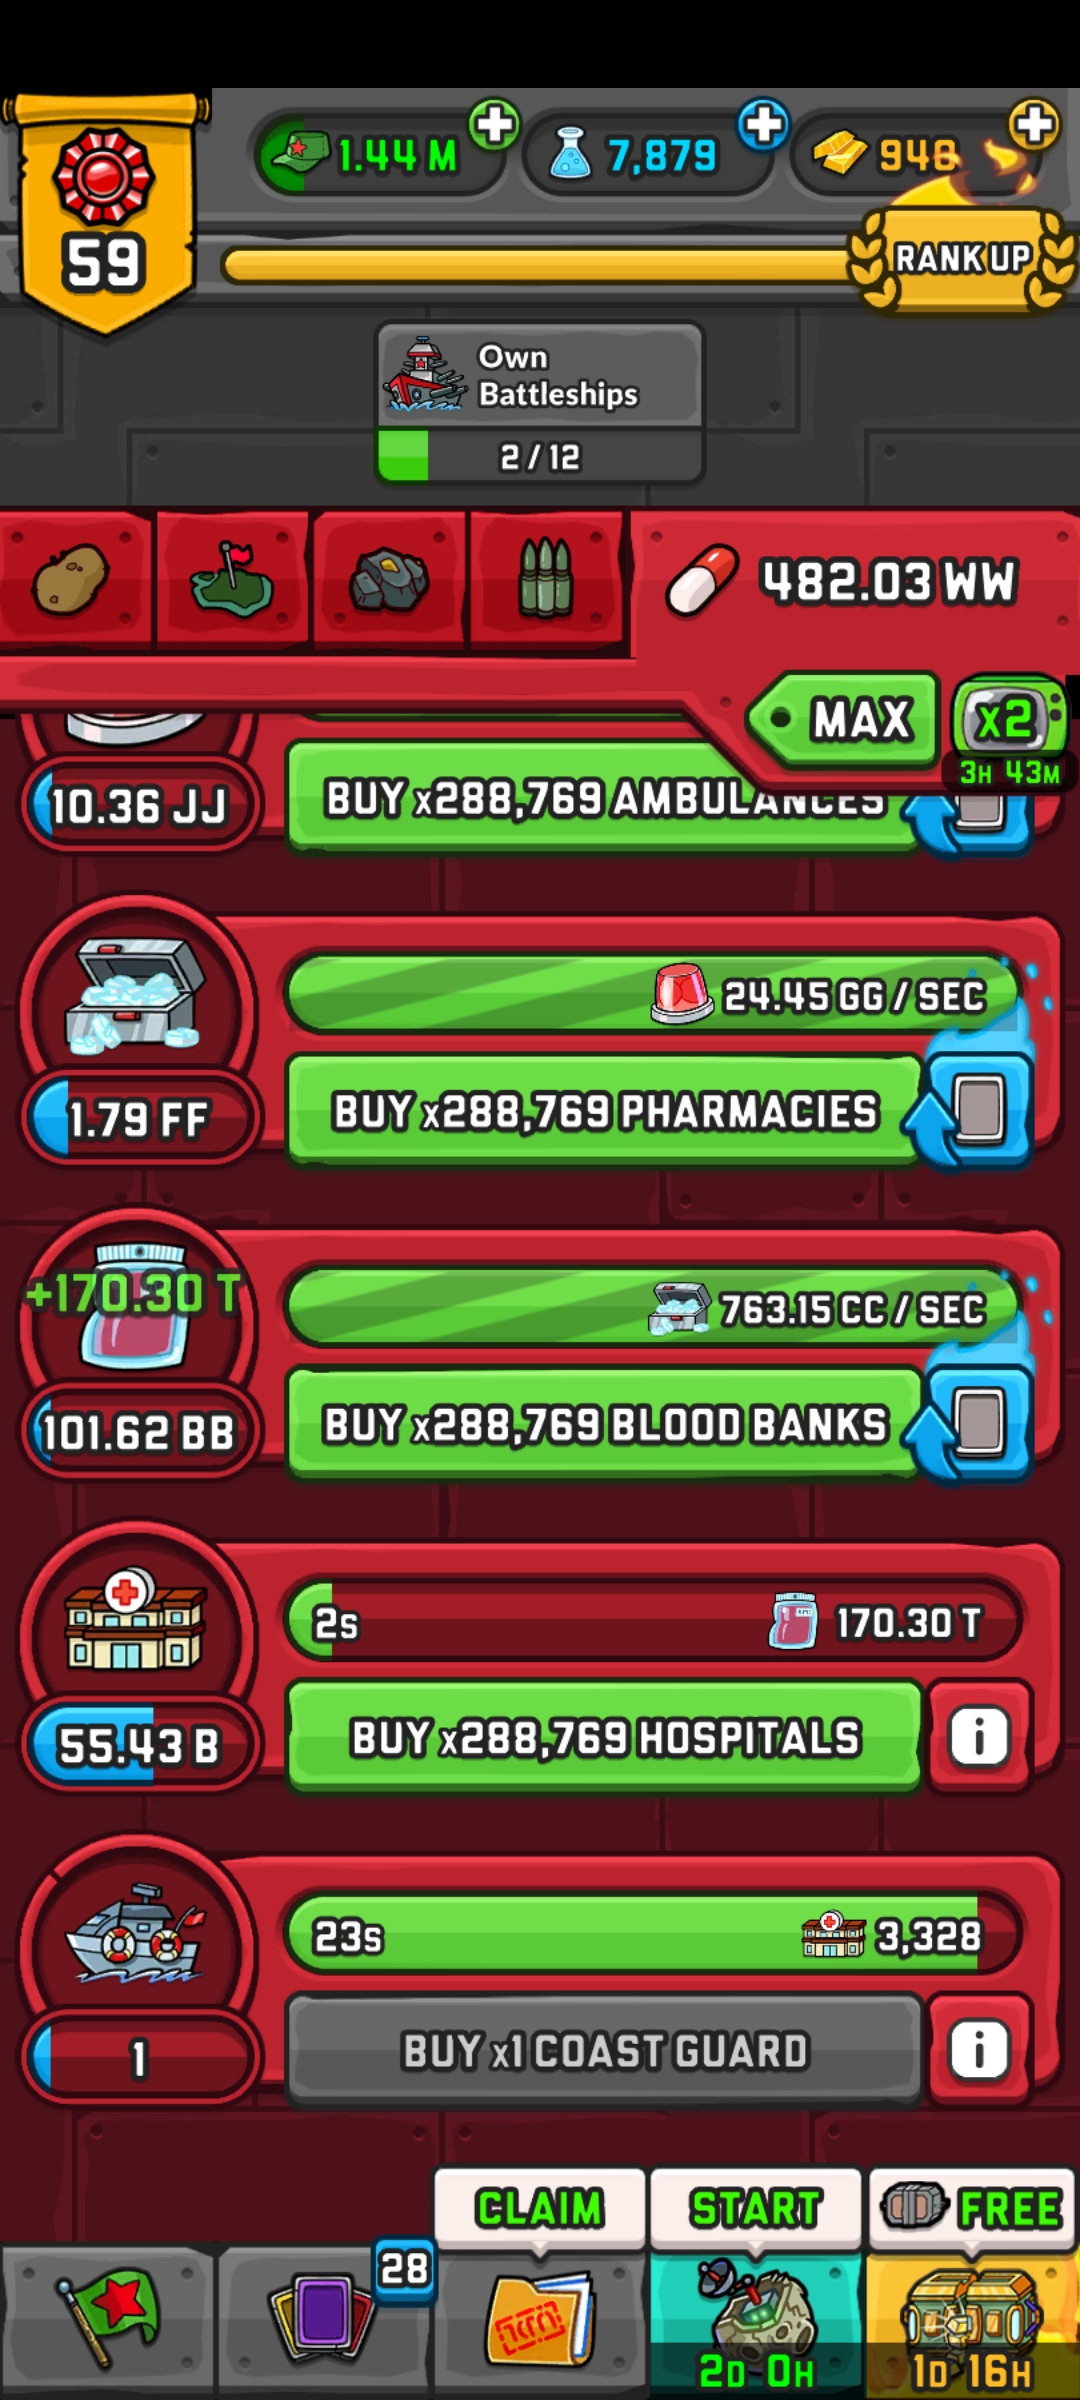 1.44 M
7,879
948
59
RANK UP
Own
Battleships
2 / 12
482.03 WW
MAX
x2
3H 43M
10.36 JJ
BUY x288,769 AMBULANCES
24.45 GG / SEC
1.79 FF
BUY x288,769 PHARMACIES
+170.30 T
763.15 CC / SEC
101.62 BB
BUY x288,769 BLOOD BANKS
2s
170.30 T
55.43 B
BUY x288,769 HOSPITALS
i
23s
3,328
1
BUY x1 COAST GUARD
i
CLAIM
START
FREE
28
2D 0H
1D 16H